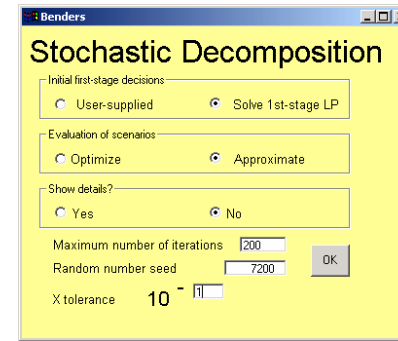 Benders
Stochastic Decomposition
Initial first-stage decisions
User-supplied Solve 1st-stage LP
Evaluation of scenarios
Optimize Approximate
Show details?
Yes No
Maximum number of iterations 200
Random number seed 7200
OK
X tolerance 10 - 1